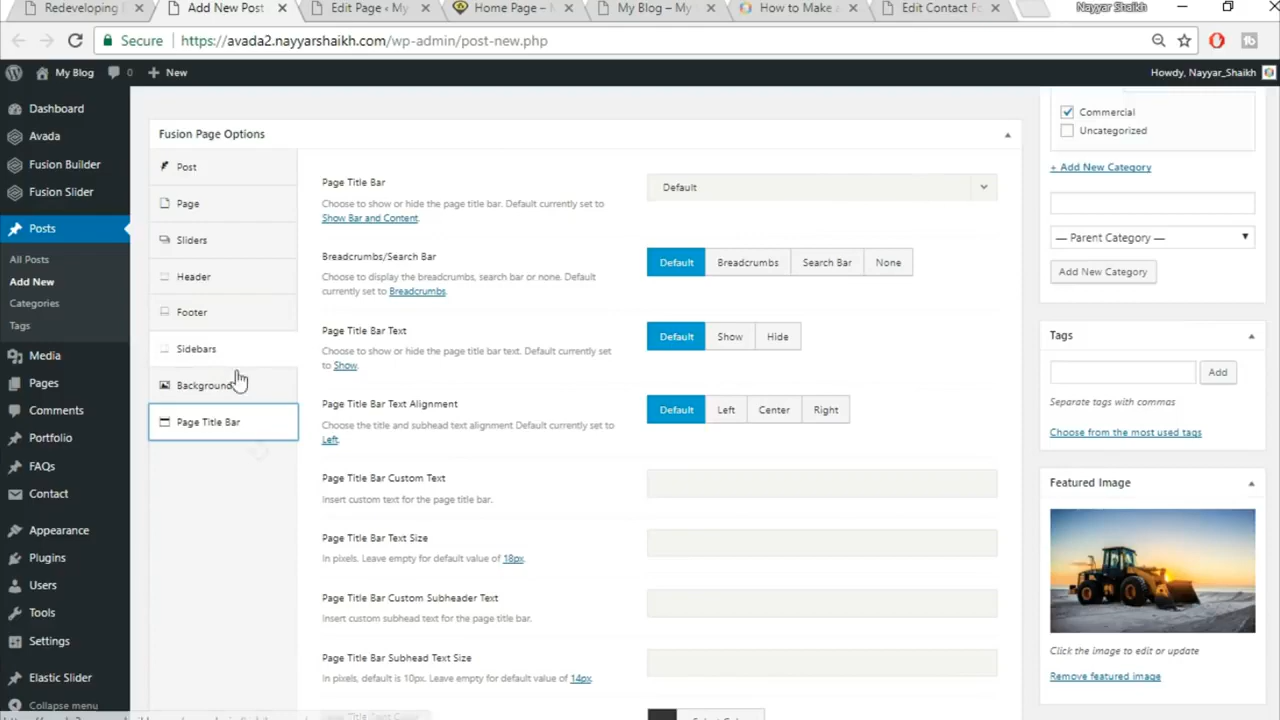 Redeveloping
Add New Post
Edit Page ‹ My
Home Page –
My Blog –
How to Make
Edit Contact Fo
Nayyar Shaikh
Secure
https://avada2.nayyarshaikh.com/wp-admin/post-new.php
My Blog
0
New
Howdy, Nayyar_Shaikh
Dashboard
Avada
Fusion Builder
Fusion Slider
Posts
All Posts
Add New
Categories
Tags
Media
Pages
Comments
Portfolio
FAQs
Contact
Appearance
Plugins
Users
Tools
Settings
Elastic Slider
Collapse menu
Fusion Page Options
Post
Page
Sliders
Header
Footer
Sidebars
Background
Page Title Bar
Page Title Bar
Choose to show or hide the page title bar. Default currently set to
Show Bar and Content.
Default
Breadcrumbs/Search Bar
Choose to display the breadcrumbs, search bar or none. Default
currently set to Breadcrumbs.
Default
Breadcrumbs
Search Bar
None
Page Title Bar Text
Choose to show or hide the page title bar text. Default currently set
to Show.
Default
Show
Hide
Page Title Bar Text Alignment
Choose the title and subhead text alignment Default currently set to
Left.
Default
Left
Center
Right
Page Title Bar Custom Text
Insert custom text for the page title bar.
Page Title Bar Text Size
In pixels. Leave empty for default value of 18px.
Page Title Bar Custom Subheader Text
Insert custom subhead text for the page title bar.
Page Title Bar Subhead Text Size
In pixels, default is 10px. Leave empty for default value of 14px.
Commercial
Uncategorized
+ Add New Category
— Parent Category —
Add New Category
Tags
Add
Separate tags with commas
Choose from the most used tags
Featured Image
Click the image to edit or update
Remove featured image